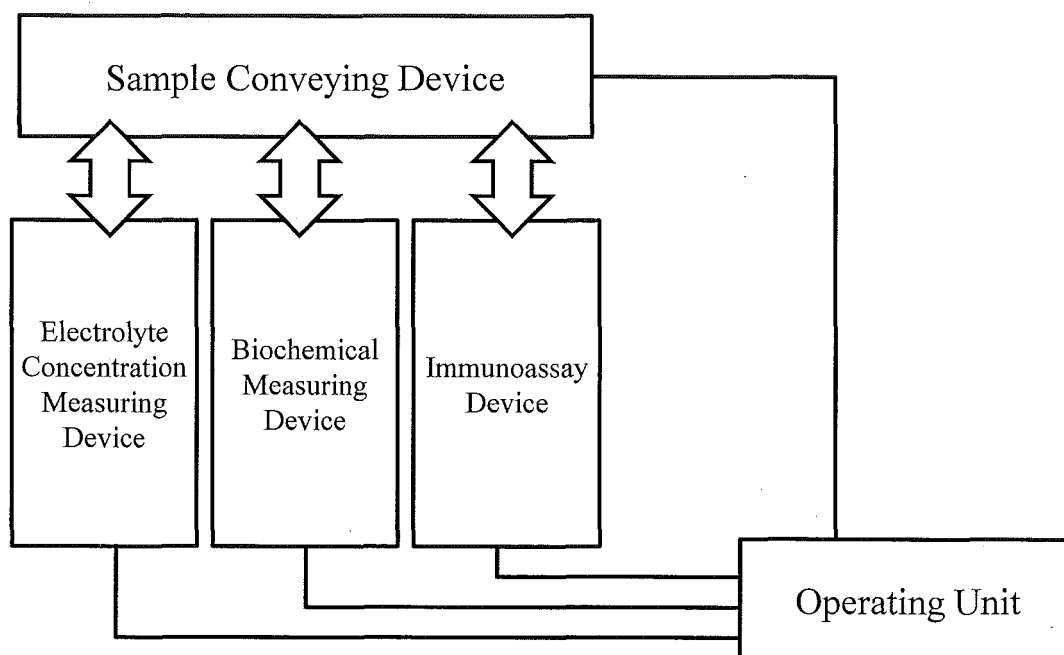 Sample Conveying Device
Electrolyte
Concentration
Measuring
Device
Biochemical
Measuring
Device
Immunoassay
Device
Operating Unit